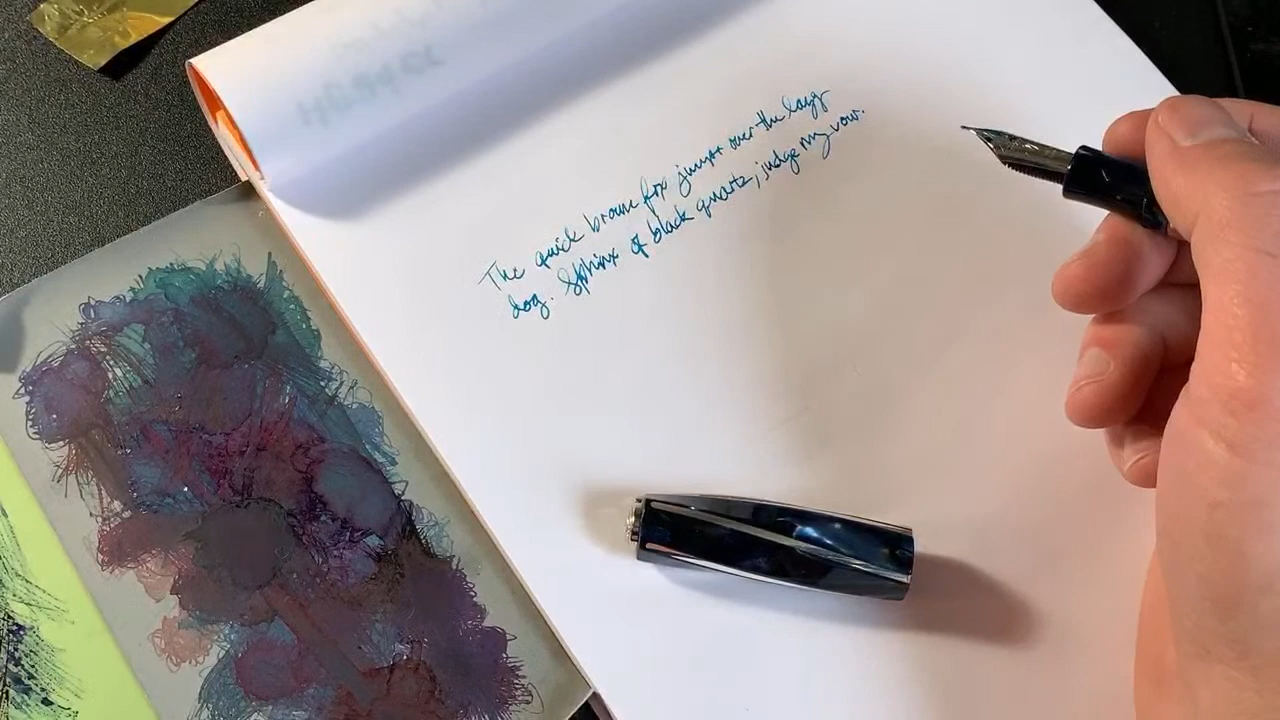 The quick brown fox jumps over the lazy
dog. Sphinx of black quartz, judge my vow.